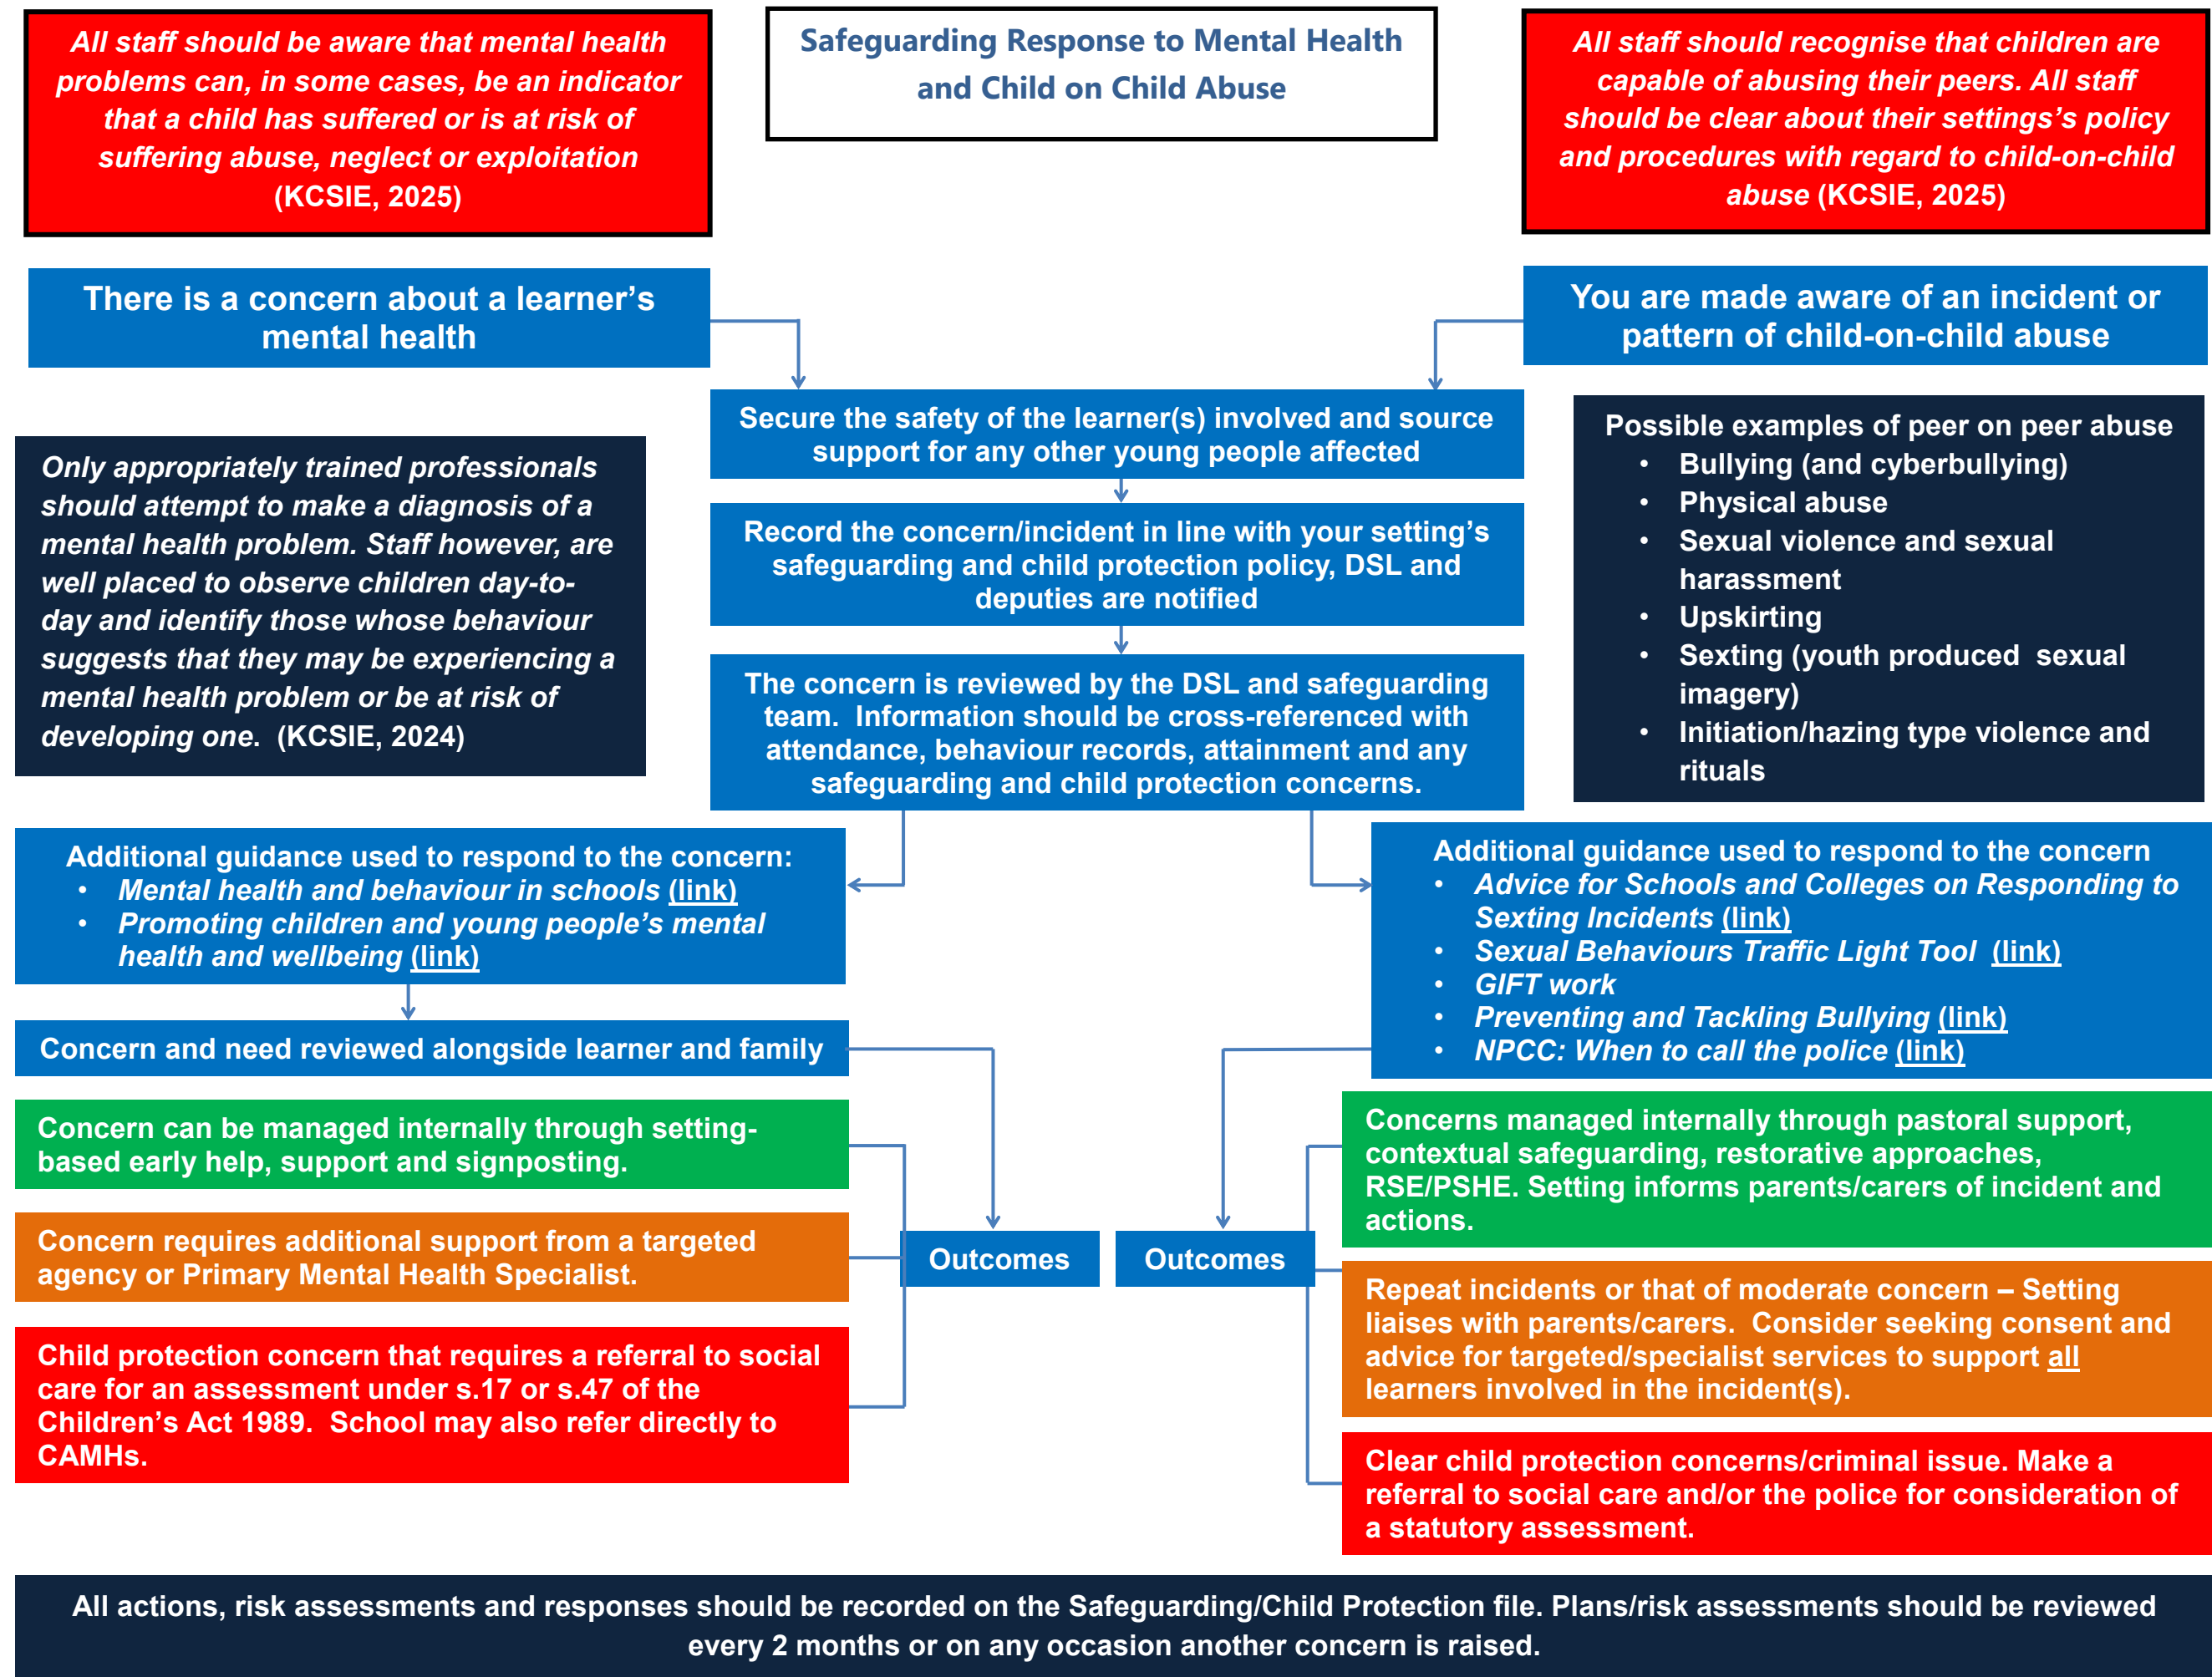 All staff should be aware that mental health
problems can, in some cases, be an indicator
that a child has suffered or is at risk of
suffering abuse, neglect or exploitation
(KCSIE, 2025)
Safeguarding Response to Mental Health
and Child on Child Abuse
All staff should recognise that children are
capable of abusing their peers. All staff
should be clear about their settings's policy
and procedures with regard to child-on-child
abuse (KCSIE, 2025)
There is a concern about a learner's
mental health
You are made aware of an incident or
pattern of child-on-child abuse
Secure the safety of the learner(s) involved and source
support for any other young people affected
Only appropriately trained professionals
should attempt to make a diagnosis of a
mental health problem. Staff however, are
well placed to observe children day-to-
day and identify those whose behaviour
suggests that they may be experiencing a
mental health problem or be at risk of
developing one. (KCSIE, 2024)
Record the concern/incident in line with your setting's
safeguarding and child protection policy, DSL and
deputies are notified
Possible examples of peer on peer abuse
• Bullying (and cyberbullying)
• Physical abuse
• Sexual violence and sexual
harassment
• Upskirting
• Sexting (youth produced sexual
imagery)
• Initiation/hazing type violence and
rituals
The concern is reviewed by the DSL and safeguarding
team. Information should be cross-referenced with
attendance, behaviour records, attainment and any
safeguarding and child protection concerns.
Additional guidance used to respond to the concern:
• Mental health and behaviour in schools (link)
• Promoting children and young people's mental
health and wellbeing (link)
Additional guidance used to respond to the concern
• Advice for Schools and Colleges on Responding to
Sexting Incidents (link)
• Sexual Behaviours Traffic Light Tool (link)
• GIFT work
• Preventing and Tackling Bullying (link)
• NPCC: When to call the police (link)
Concern and need reviewed alongside learner and family
Concern can be managed internally through setting-
based early help, support and signposting.
Concern requires additional support from a targeted
agency or Primary Mental Health Specialist.
Child protection concern that requires a referral to social
care for an assessment under s.17 or s.47 of the
Children's Act 1989. School may also refer directly to
CAMHs.
Outcomes
Outcomes
Concerns managed internally through pastoral support,
contextual safeguarding, restorative approaches,
RSE/PSHE. Setting informs parents/carers of incident and
actions.
Repeat incidents or that of moderate concern – Setting
liaises with parents/carers. Consider seeking consent and
advice for targeted/specialist services to support all
learners involved in the incident(s).
Clear child protection concerns/criminal issue. Make a
referral to social care and/or the police for consideration of
a statutory assessment.
All actions, risk assessments and responses should be recorded on the Safeguarding/Child Protection file. Plans/risk assessments should be reviewed
every 2 months or on any occasion another concern is raised.